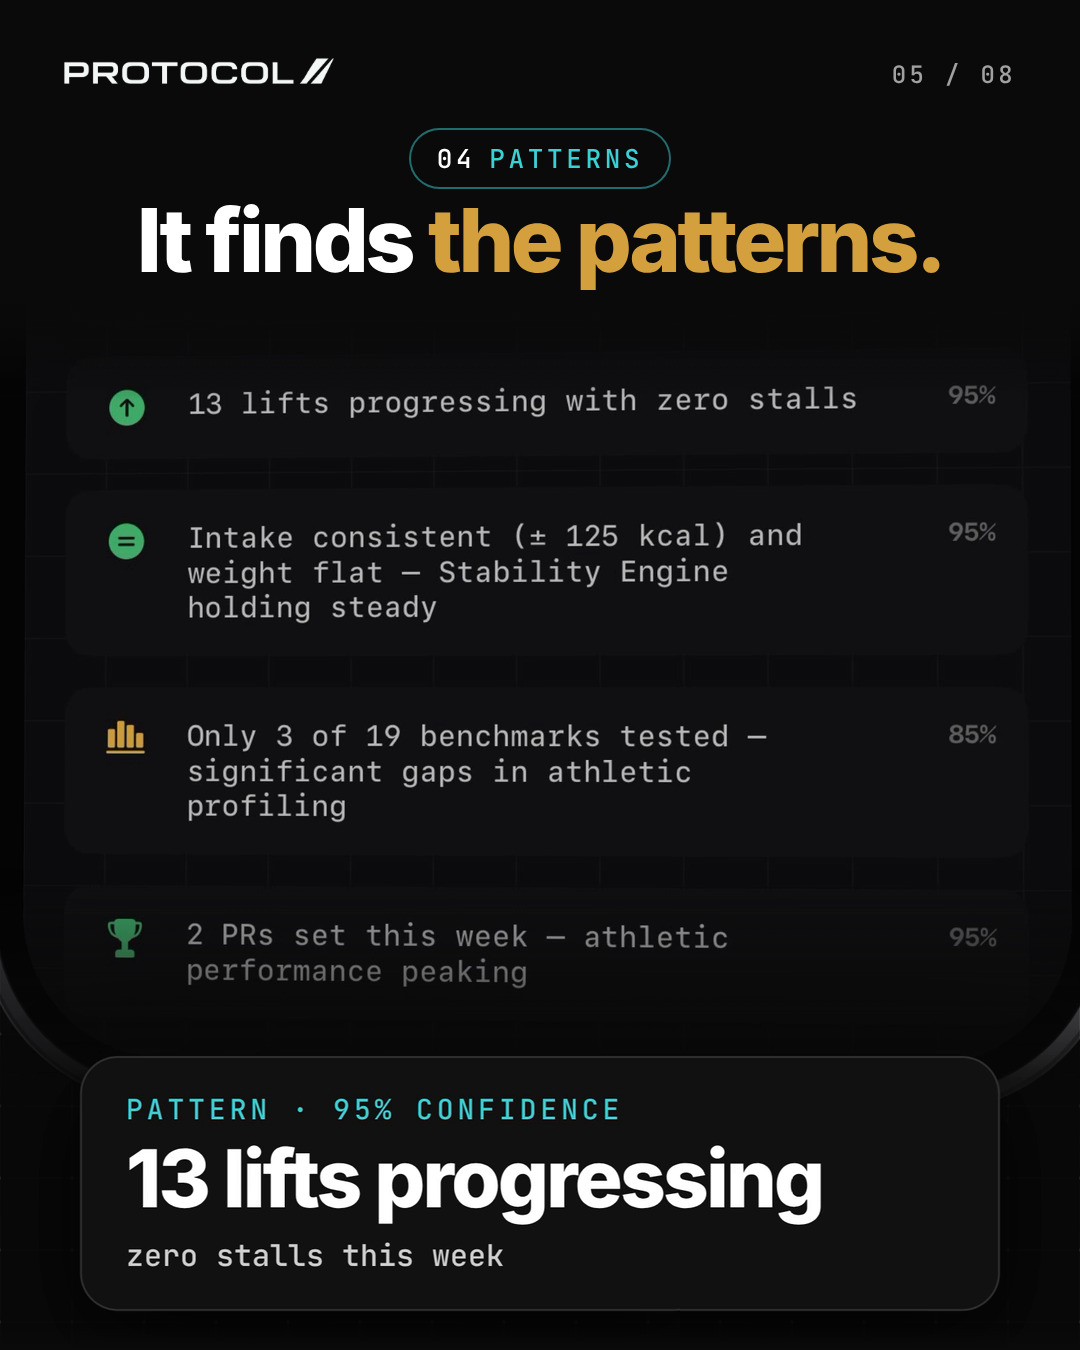 PROTOCOL
05 / 08
04 PATTERNS
It finds the patterns.
13 lifts progressing with zero stalls
95%
Intake consistent (± 125 kcal) and
95%
weight flat — Stability Engine
holding steady
Only 3 of 19 benchmarks tested —
85%
significant gaps in athletic
profiling
2 PRs set this week — athletic
95%
performance peaking
PATTERN · 95% CONFIDENCE
13 lifts progressing
zero stalls this week